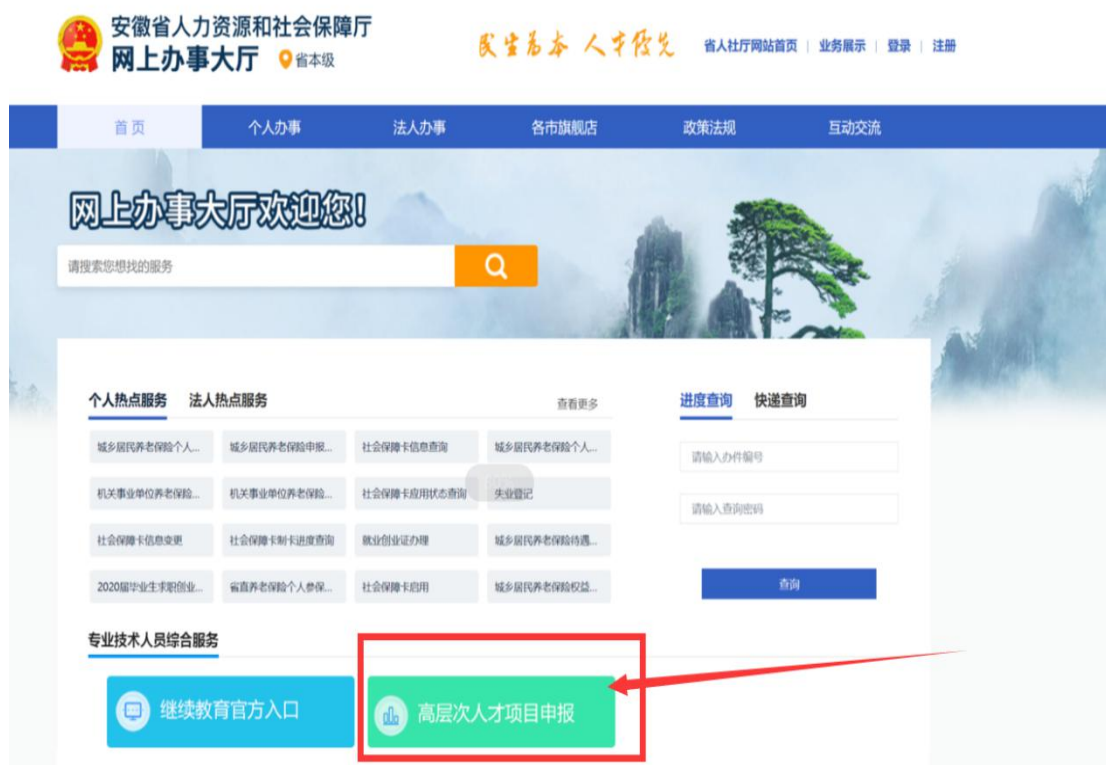 安徽省人力资源和社会保障厅
网上办事大厅 省本级
民生为本 人才优先
省人社厅网站首页 | 业务展示 | 登录 | 注册
首页 个人办事 法人办事 各市旗舰店 政策法规 互动交流
网上办事大厅欢迎您!
请搜索您想找的服务
个人热点服务 法人热点服务 查看更多
城乡居民养老保险个人... 城乡居民养老保险申报... 社会保障卡信息查询 城乡居民养老保险个人...
机关事业单位养老保险... 机关事业单位养老保险... 社会保障卡应用状态查询 失业登记
社会保障卡信息变更 社会保障卡制卡进度查询 就业创业证办理 城乡居民养老保险待遇...
2020届毕业生求职创业... 省直养老保险个人参保... 社会保障卡启用 城乡居民养老保险权益...
进度查询 快递查询
请输入办件编号
请输入查询密码
查询
专业技术人员综合服务
继续教育官方入口 高层次人才项目申报